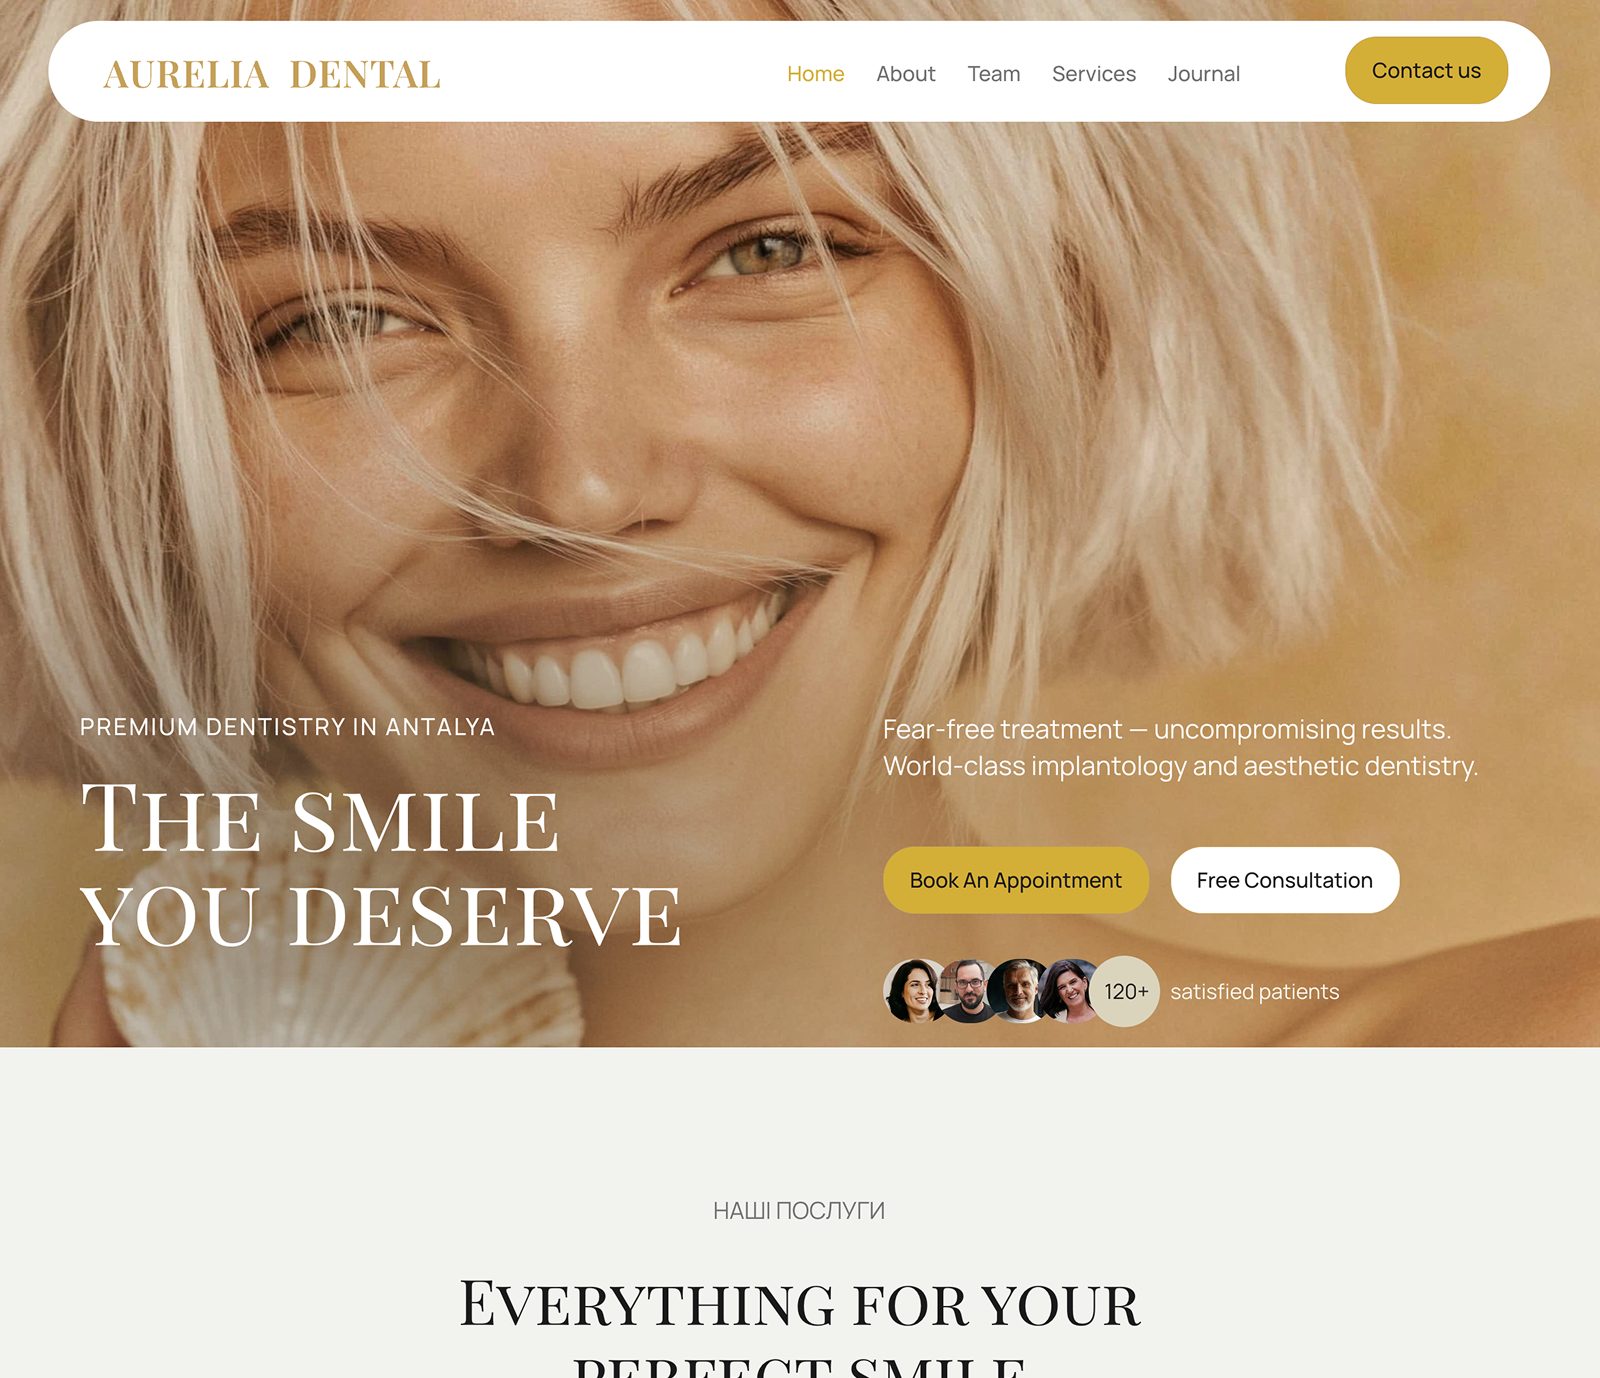 AURELIA DENTAL
Home About Team Services Journal
Contact us
PREMIUM DENTISTRY IN ANTALYA
The smile
you deserve
Fear-free treatment — uncompromising results.
World-class implantology and aesthetic dentistry.
Book An Appointment
Free Consultation
120+ satisfied patients
НАШІ ПОСЛУГИ
Everything for your
perfect smile